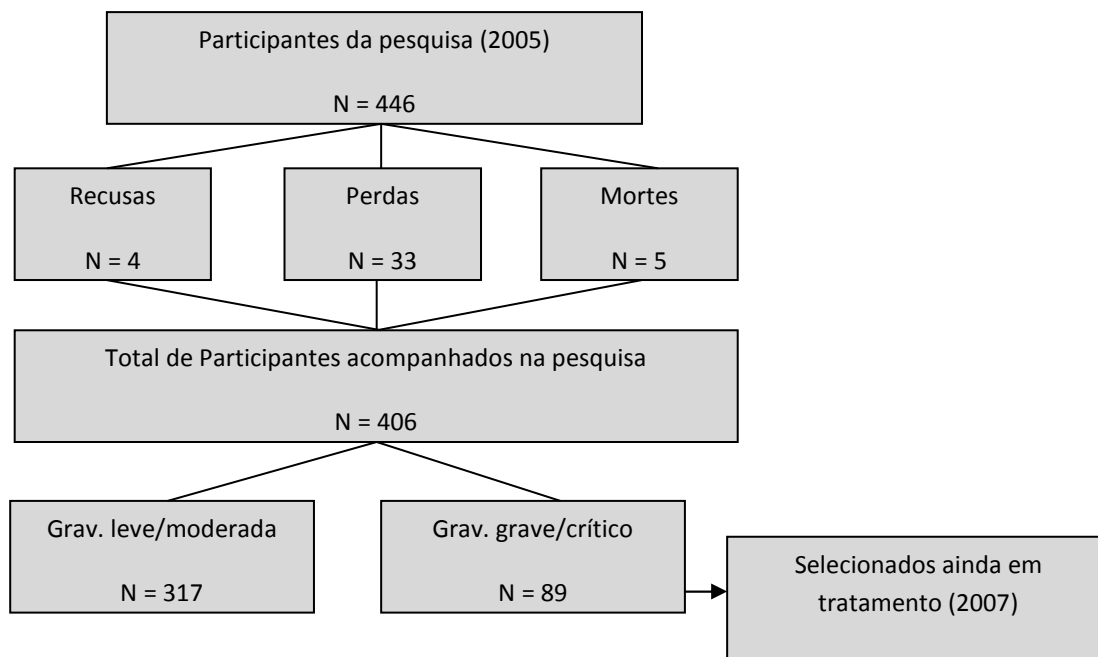 Participantes da pesquisa (2005)
N = 446
Recusas
N = 4
Perdas
N = 33
Mortes
N = 5
Total de Participantes acompanhados na pesquisa
N = 406
Grav. leve/moderada
N = 317
Grav. grave/crítico
N = 89
Selecionados ainda em
tratamento (2007)